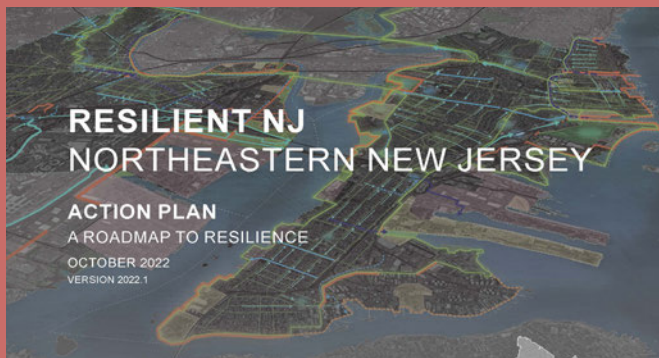 RESILIENT NJ
NORTHEASTERN NEW JERSEY
ACTION PLAN
A ROADMAP TO RESILIENCE
OCTOBER 2022
VERSION 2022.1